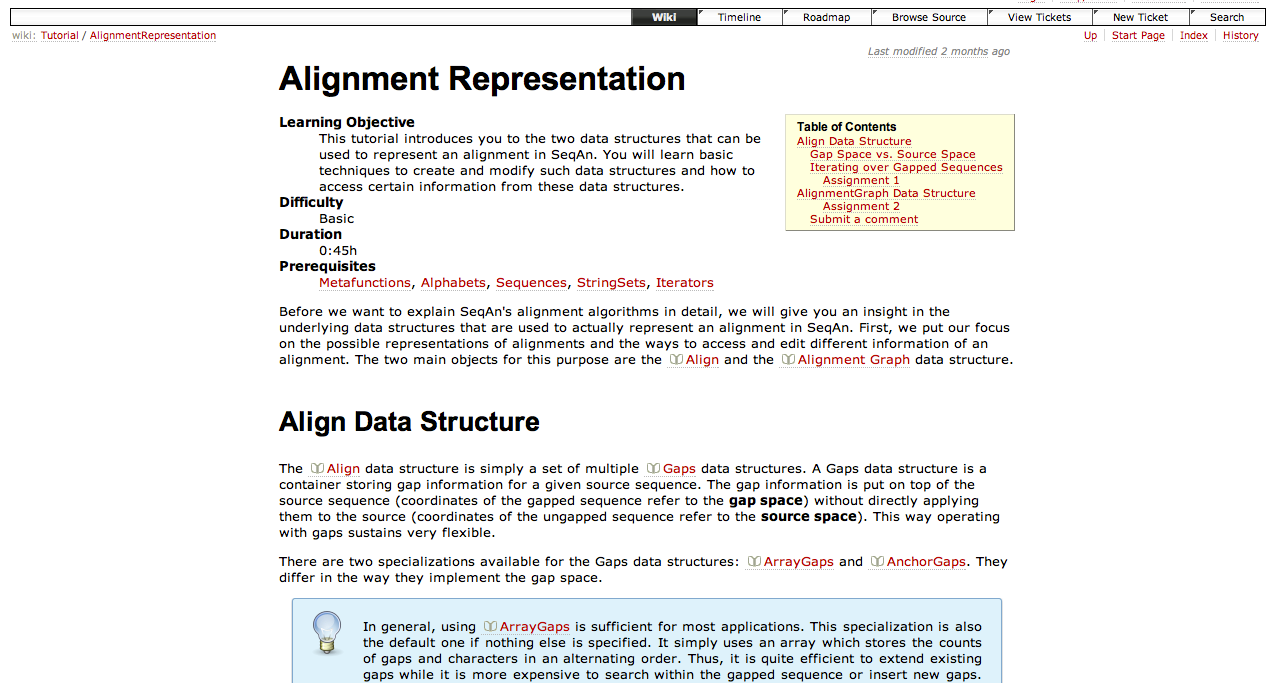 Wiki Timeline Roadmap Browse Source View Tickets New Ticket Search
wiki: Tutorial / AlignmentRepresentation
Up Start Page Index History
Last modified 2 months ago
Alignment Representation
Learning Objective
This tutorial introduces you to the two data structures that can be
used to represent an alignment in SeqAn. You will learn basic
techniques to create and modify such data structures and how to
access certain information from these data structures.
Difficulty
Basic
Duration
0:45h
Prerequisites
Metafunctions, Alphabets, Sequences, StringSets, Iterators
Table of Contents
Align Data Structure
Gap Space vs. Source Space
Iterating over Gapped Sequences
Assignment 1
AlignmentGraph Data Structure
Assignment 2
Submit a comment
Before we want to explain SeqAn's alignment algorithms in detail, we will give you an insight in the
underlying data structures that are used to actually represent an alignment in SeqAn. First, we put our focus
on the possible representations of alignments and the ways to access and edit different information of an
alignment. The two main objects for this purpose are the Align and the Alignment Graph data structure.
Align Data Structure
The Align data structure is simply a set of multiple Gaps data structures. A Gaps data structure is a
container storing gap information for a given source sequence. The gap information is put on top of the
source sequence (coordinates of the gapped sequence refer to the gap space) without directly applying
them to the source (coordinates of the ungapped sequence refer to the source space). This way operating
with gaps sustains very flexible.
There are two specializations available for the Gaps data structures: ArrayGaps and AnchorGaps. They
differ in the way they implement the gap space.
In general, using ArrayGaps is sufficient for most applications. This specialization is also
the default one if nothing else is specified. It simply uses an array which stores the counts
of gaps and characters in an alternating order. Thus, it is quite efficient to extend existing
gaps while it is more expensive to search within the gapped sequence or insert new gaps.